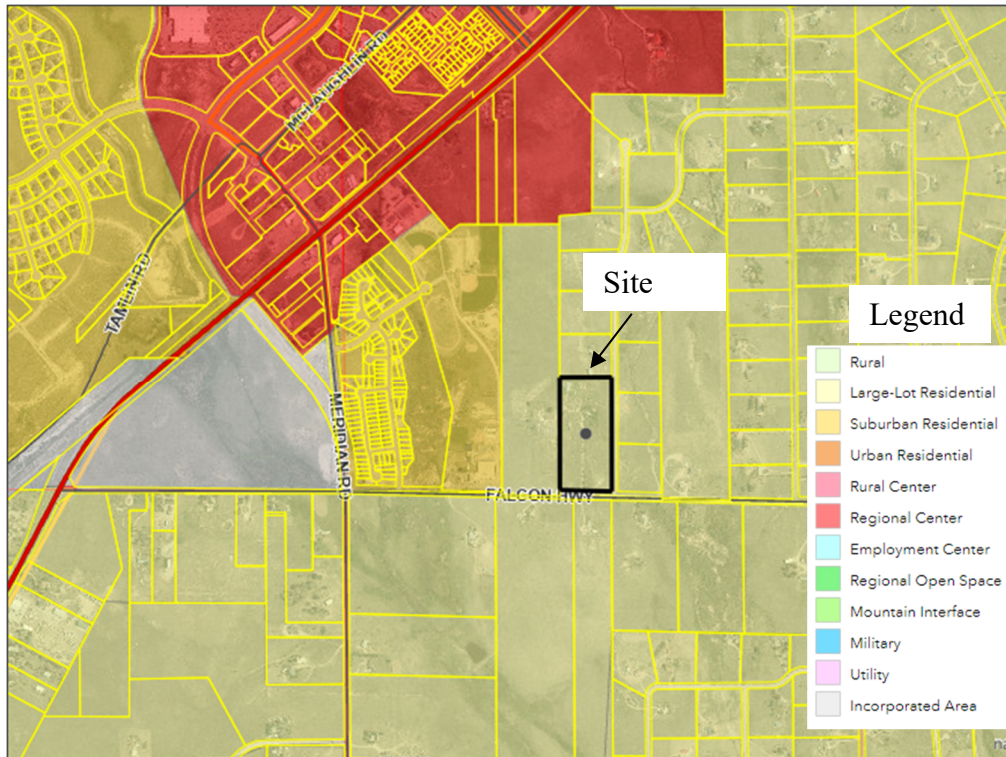 McLAUGHLIN RD
TAMLIN RD
Site
Legend
MERIDIAN RD
FALCON HWY
Rural
Large-Lot Residential
Suburban Residential
Urban Residential
Rural Center
Regional Center
Employment Center
Regional Open Space
Mountain Interface
Military
Utility
Incorporated Area